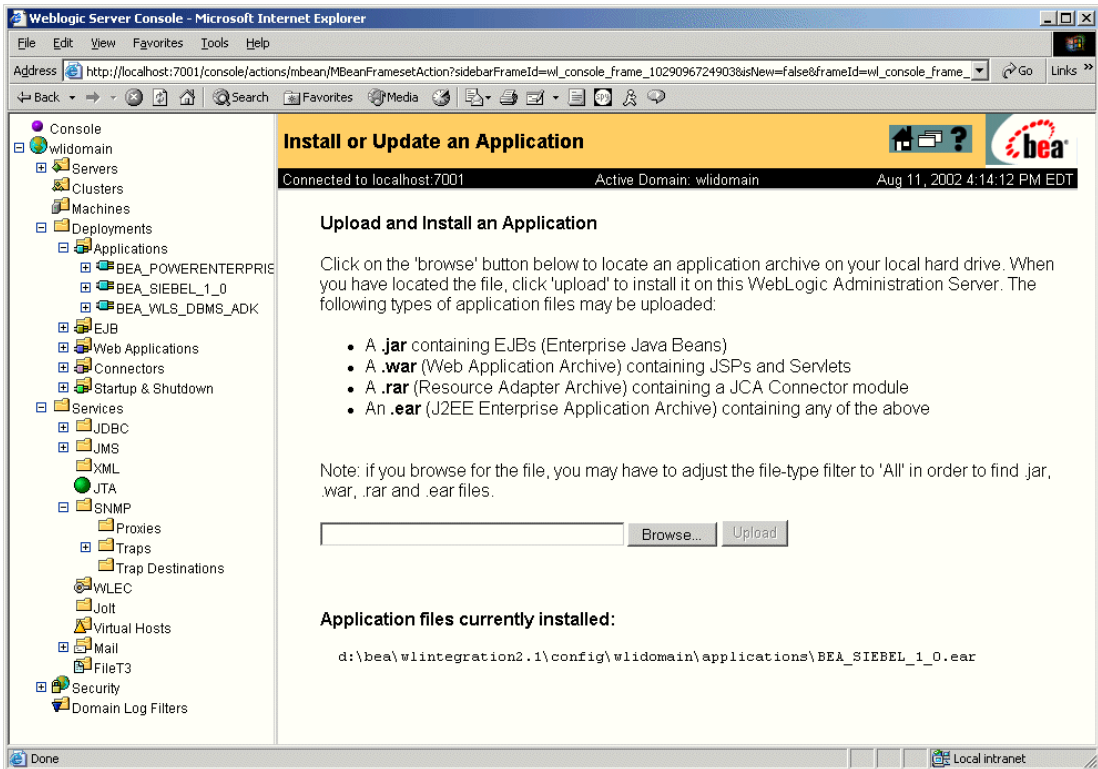 Weblogic Server Console - Microsoft Internet Explorer
File Edit View Favorites Tools Help
Address http://localhost:7001/console/actions/mbean/MBeanFramesetAction?sidebarFrameId=wl_console_frame_1029096724903&isNew=false&frameId=wl_console_frame_ Go Links »
Back Search Favorites Media
Console
wlidomain
Servers
Clusters
Machines
Deployments
Applications
BEA_POWERENTERPRIS
BEA_SIEBEL_1_0
BEA_WLS_DBMS_ADK
EJB
Web Applications
Connectors
Startup & Shutdown
Services
JDBC
JMS
XML
JTA
SNMP
Proxies
Traps
Trap Destinations
WLEC
Jolt
Virtual Hosts
Mail
FileT3
Security
Domain Log Filters
Install or Update an Application
? bea
Connected to localhost:7001 Active Domain: wlidomain Aug 11, 2002 4:14:12 PM EDT
Upload and Install an Application
Click on the 'browse' button below to locate an application archive on your local hard drive. When
you have located the file, click 'upload' to install it on this WebLogic Administration Server. The
following types of application files may be uploaded:
• A .jar containing EJBs (Enterprise Java Beans)
• A .war (Web Application Archive) containing JSPs and Servlets
• A .rar (Resource Adapter Archive) containing a JCA Connector module
• An .ear (J2EE Enterprise Application Archive) containing any of the above
Note: if you browse for the file, you may have to adjust the file-type filter to 'All' in order to find .jar,
.war, .rar and .ear files.
Browse... Upload
Application files currently installed:
d:\bea\wlintegration2.1\config\wlidomain\applications\BEA_SIEBEL_1_0.ear
Done Local intranet